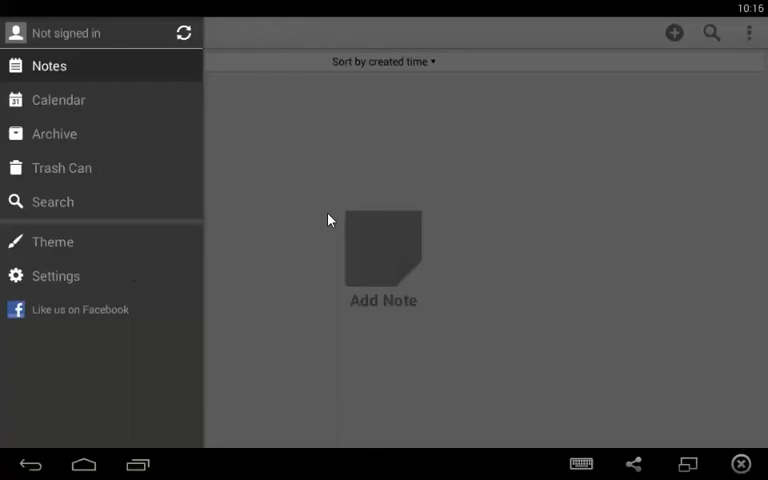 10:16
Not signed in
Notes
Sort by created time
31
Calendar
Archive
Trash Can
Search
Theme
Settings
Add Note
f
Like us on Facebook